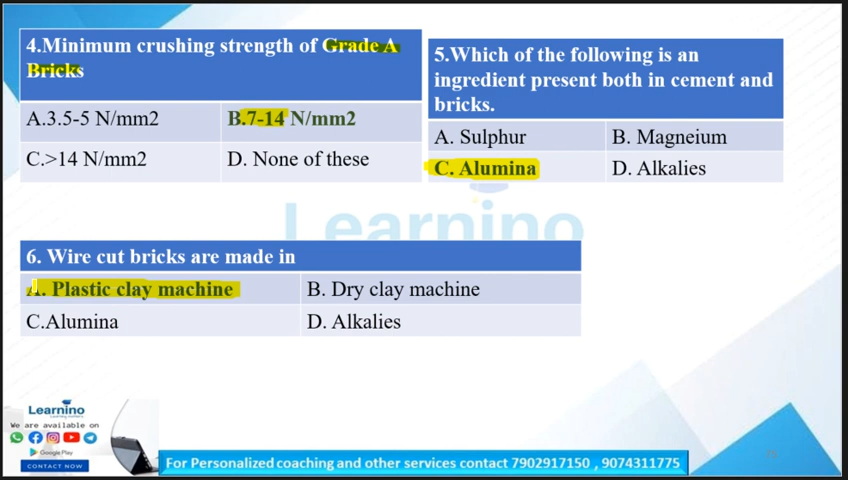 4.Minimum crushing strength of Grade A
Bricks
A.3.5-5 N/mm2
B.7-14 N/mm2
C.>14 N/mm2
D. None of these
5.Which of the following is an
ingredient present both in cement and
bricks.
A. Sulphur
B. Magneium
C. Alumina
D. Alkalies
Learnino
6. Wire cut bricks are made in
A. Plastic clay machine
B. Dry clay machine
C.Alumina
D. Alkalies
Learnino
We are available on
Google Play
CONTACT NOW
For Personalized coaching and other services contact 7902917150 , 9074311775